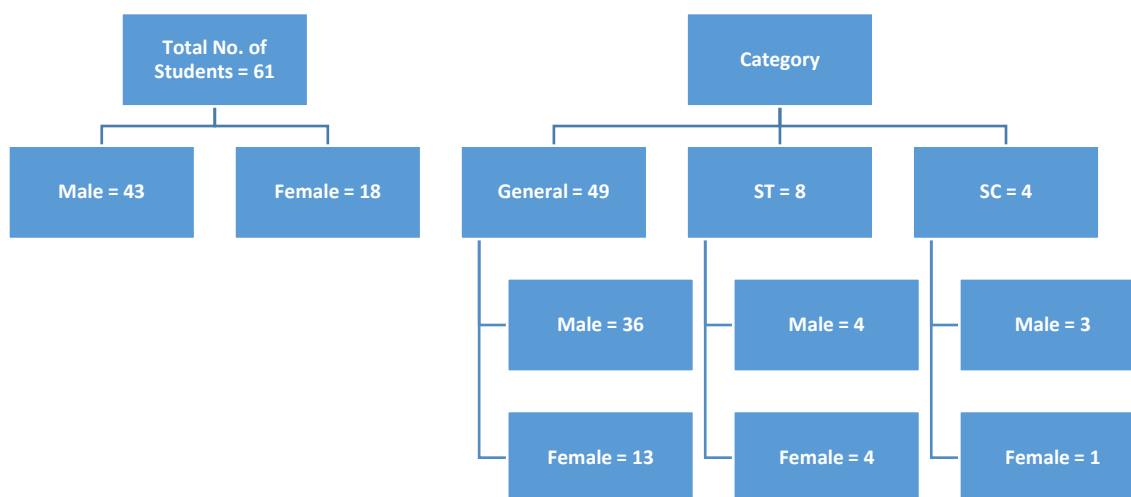 Total No. of
Students = 61
Category
Male = 43
Female = 18
General = 49
ST = 8
SC = 4
Male = 36
Male = 4
Male = 3
Female = 13
Female = 4
Female = 1